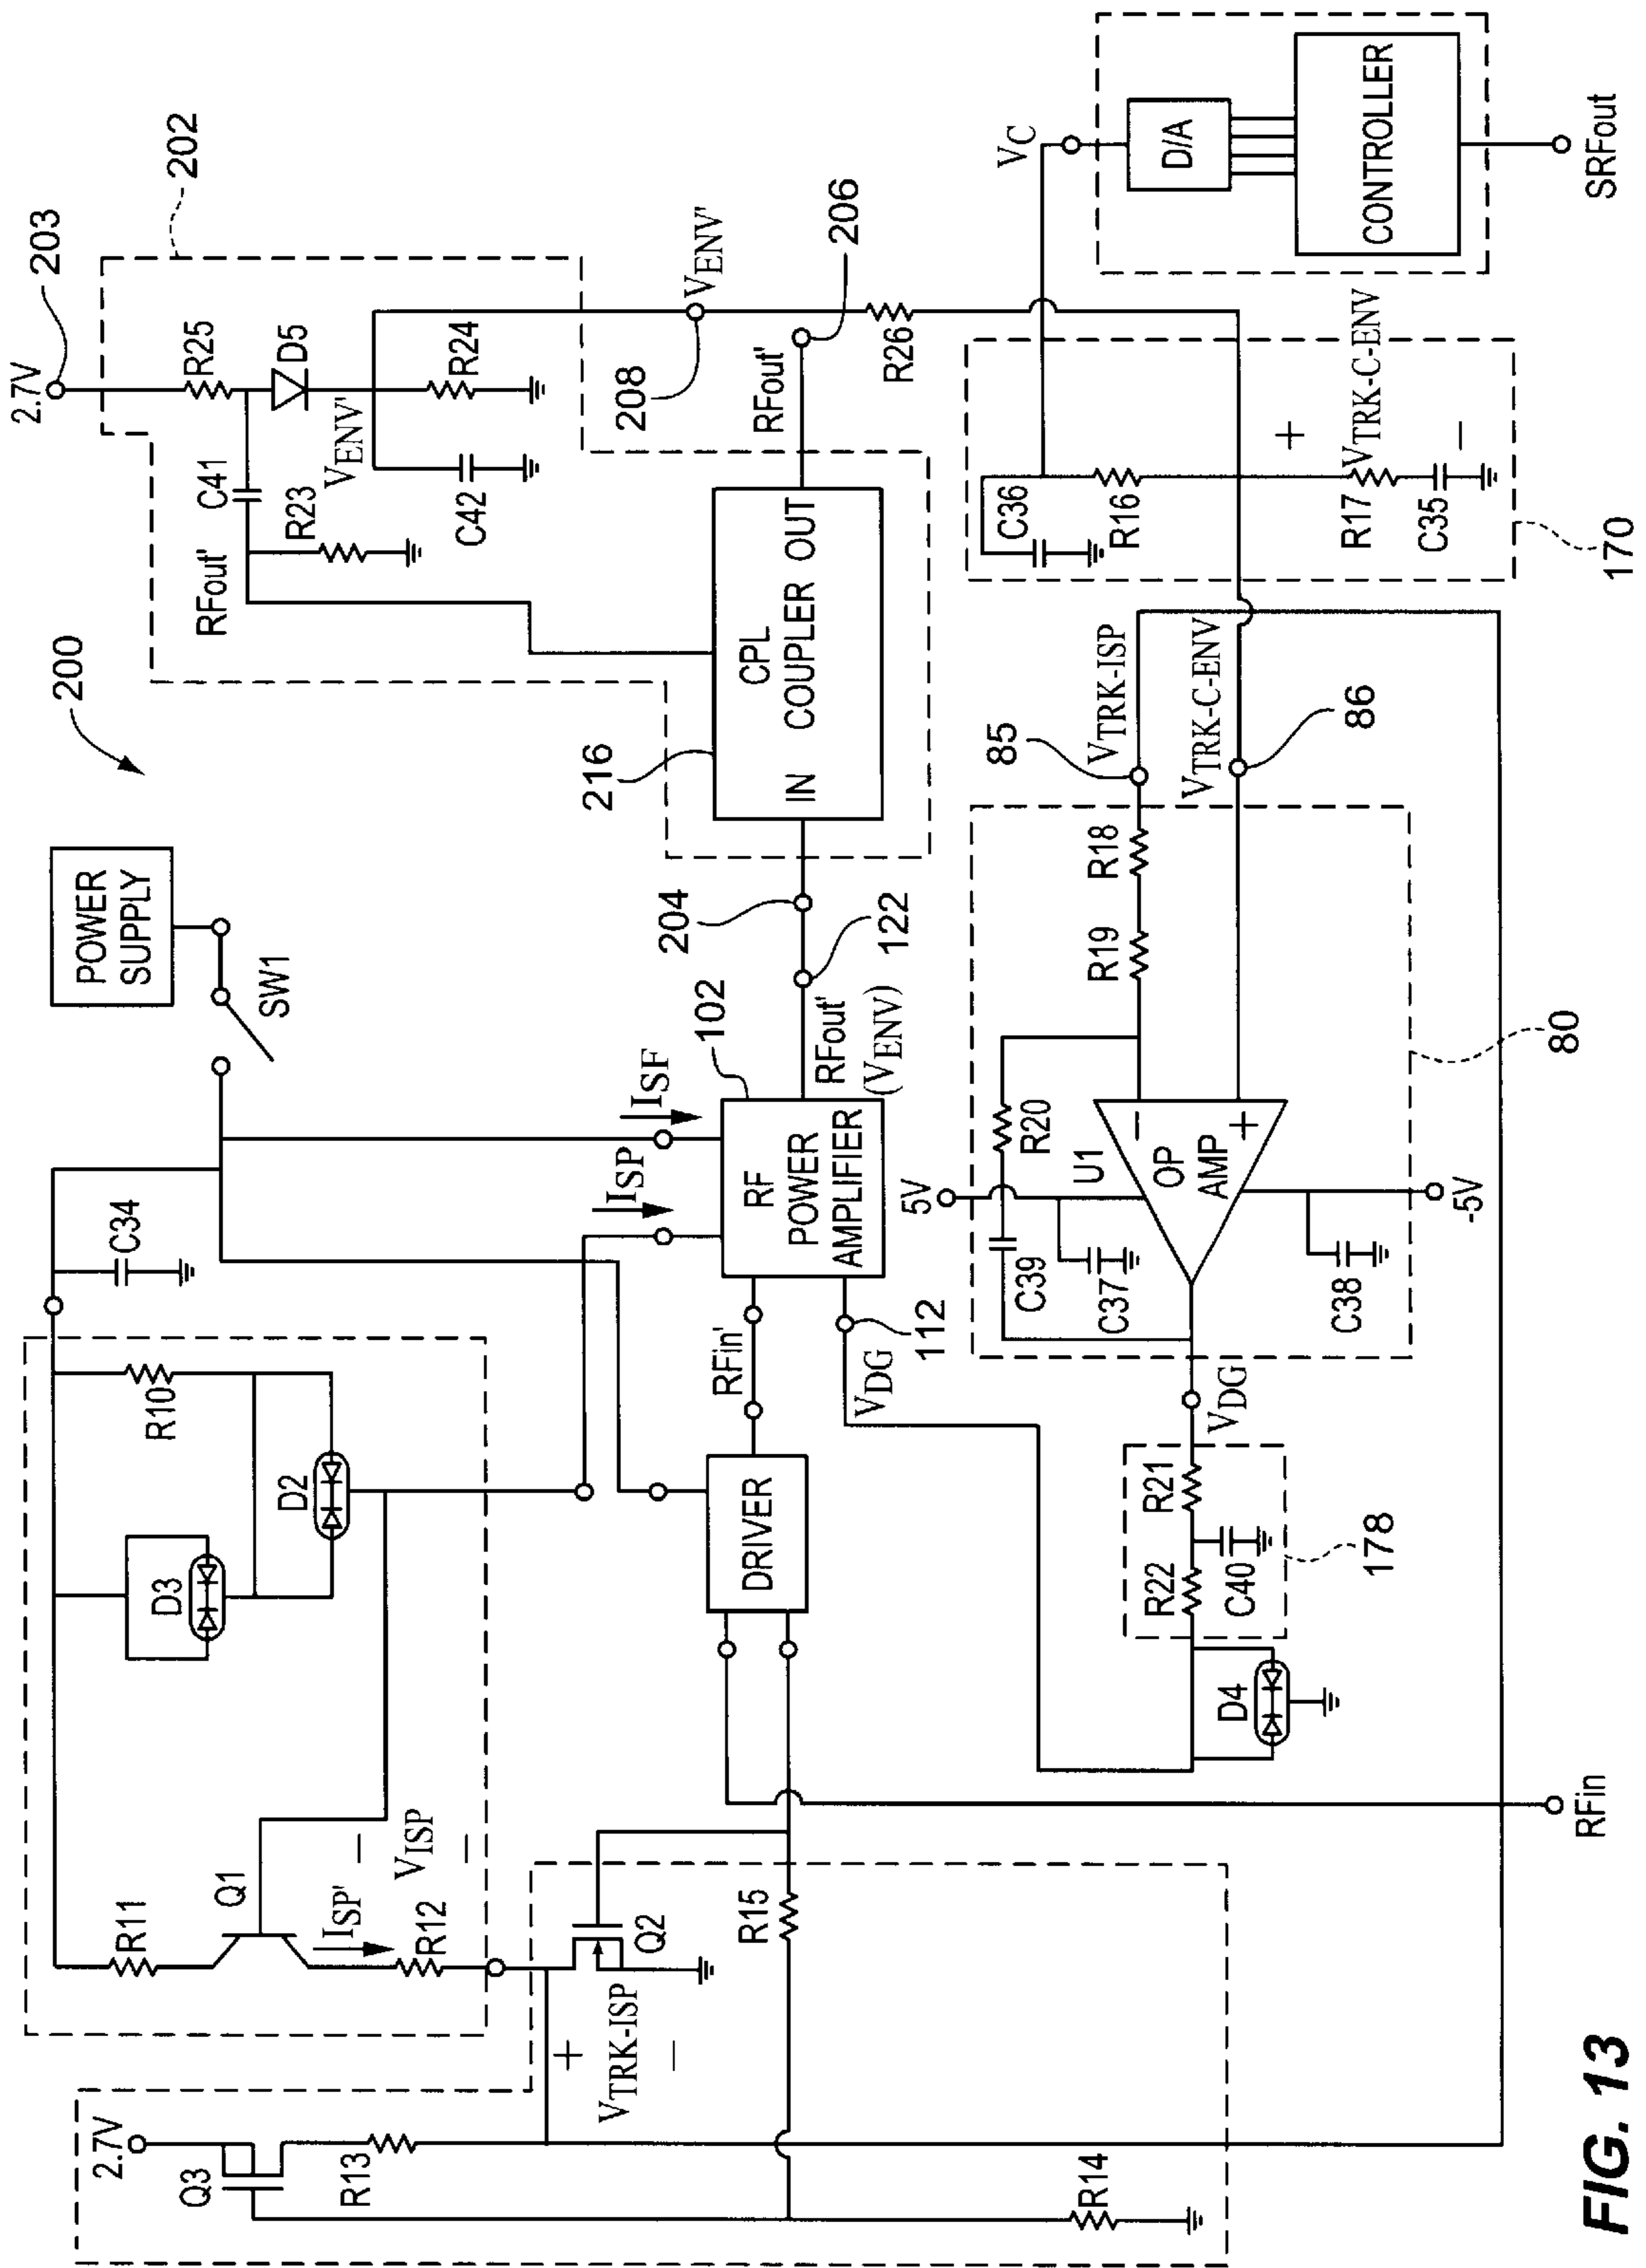 200
POWER
SUPPLY
SW1
2.7V
203
202
R25
D5
C41
R23
R24
RFout'
VENV'
C42
VENV'
208
206
RFout'
R26
216
CPL
COUPLER
IN
OUT
204
122
RFout'
(VENV)
102
ISF
ISP
RF
POWER
AMPLIFIER
C34
R10
D2
D3
R11
Q1
ISP'
VISP
−
−
R12
RFin'
DRIVER
112
VDG
2.7V
Q3
R13
R14
Q2
R15
+
VTRK-ISP
−
RFin
VC
D/A
CONTROLLER
SRFout
C36
R16
+
VTRK-C-ENV
−
R17
C35
170
VTRK-ISP
85
VTRK-C-ENV
86
R18
R19
R20
C39
5V
U1
OP
AMP
−
+
C37
C38
-5V
80
VDG
R21
R22
C40
178
D4
FIG. 13